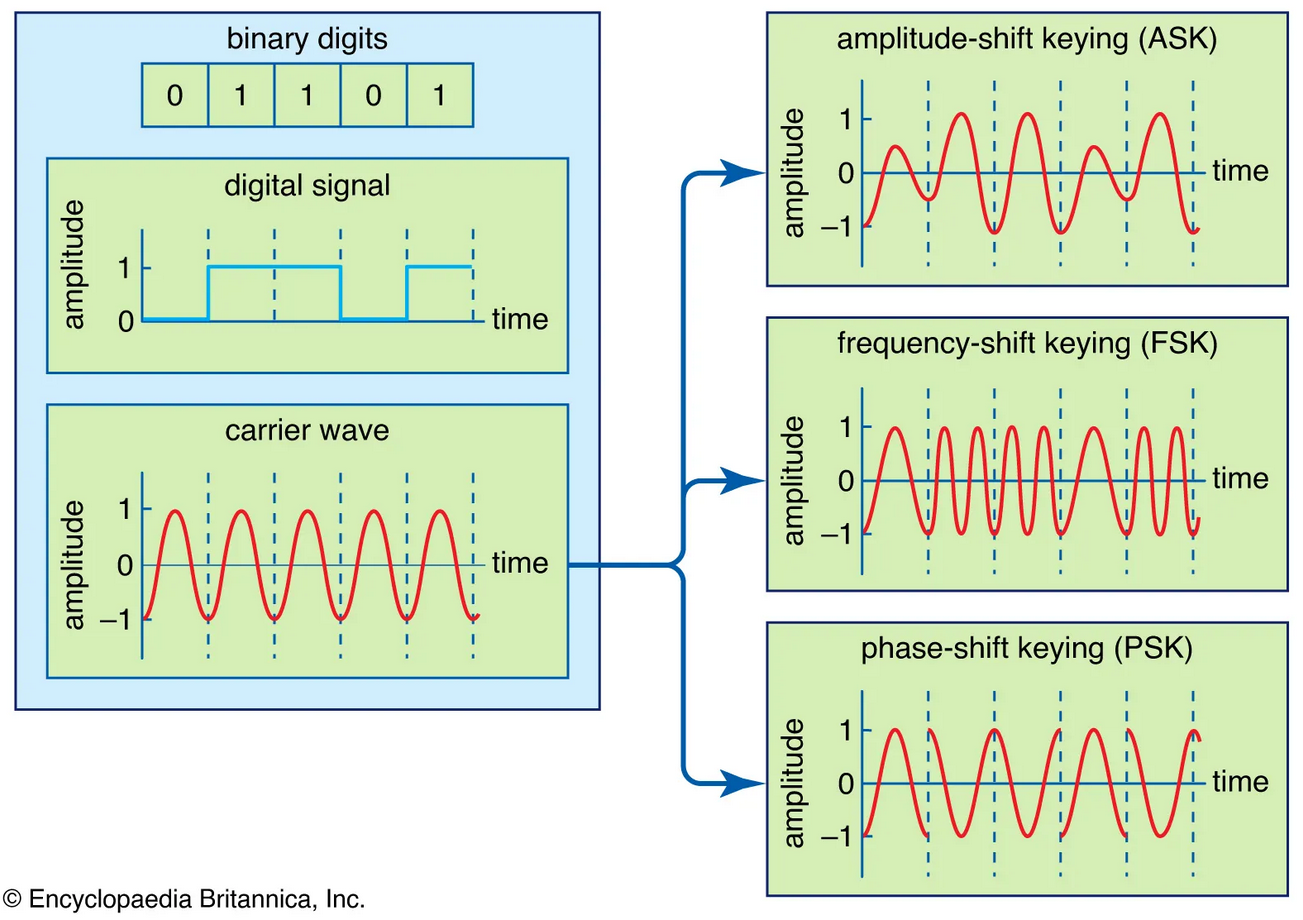 binary digits
0 1 1 0 1
digital signal
amplitude
1
0
time
carrier wave
amplitude
1
0
–1
time
amplitude-shift keying (ASK)
amplitude
1
0
–1
time
frequency-shift keying (FSK)
amplitude
1
0
–1
time
phase-shift keying (PSK)
amplitude
1
0
–1
time
© Encyclopaedia Britannica, Inc.